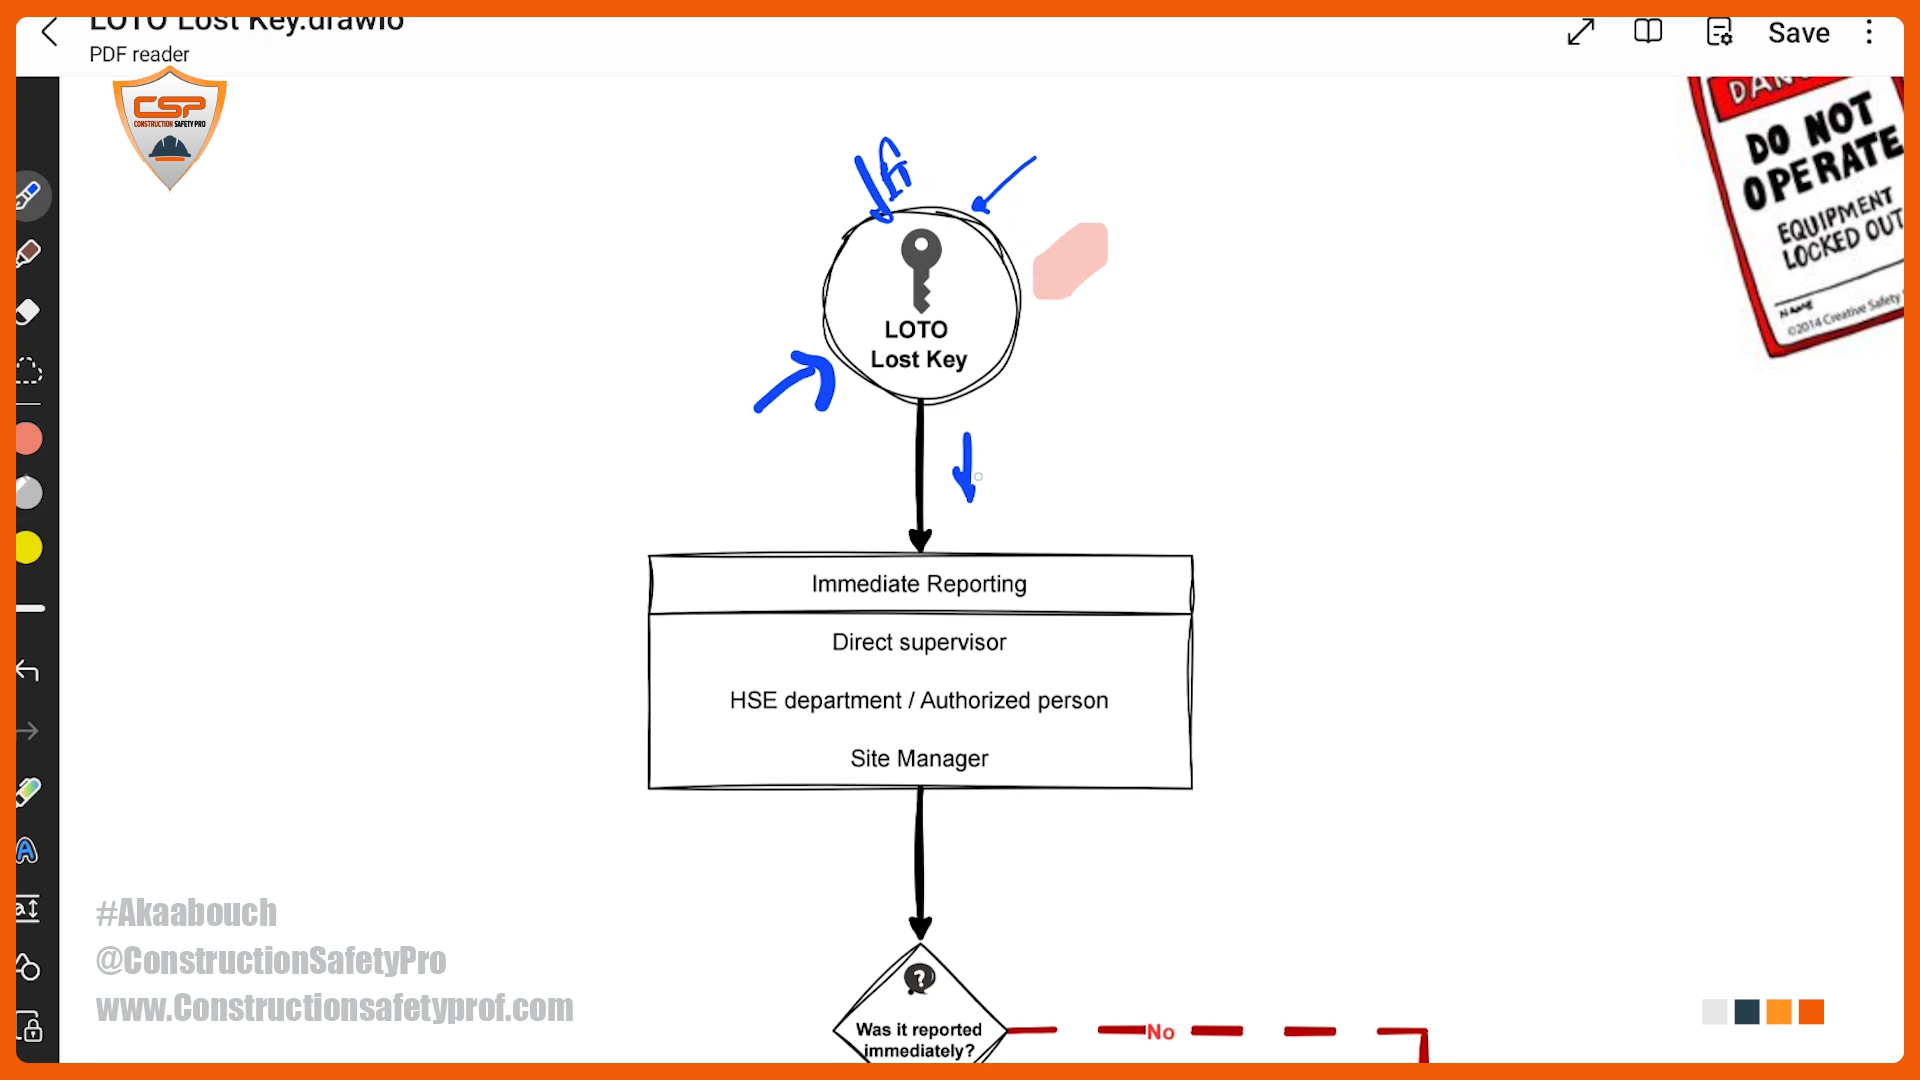 LOTO Lost Key.drawio
PDF reader
Save
CSP
CONSTRUCTION SAFETY PRO
DO NOT
OPERATE
EQUIPMENT
LOCKED OUT
NAME
©2014 Creative Safety
LOTO
Lost Key
Immediate Reporting
Direct supervisor
HSE department / Authorized person
Site Manager
?
Was it reported
immediately?
No
#Akaabouch
@ConstructionSafetyPro
www.Constructionsafetyprof.com